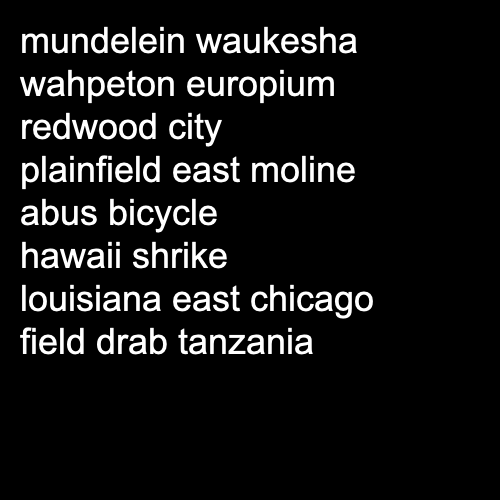 mundelein waukesha
wahpeton europium
redwood city
plainfield east moline
abus bicycle
hawaii shrike
louisiana east chicago
field drab tanzania